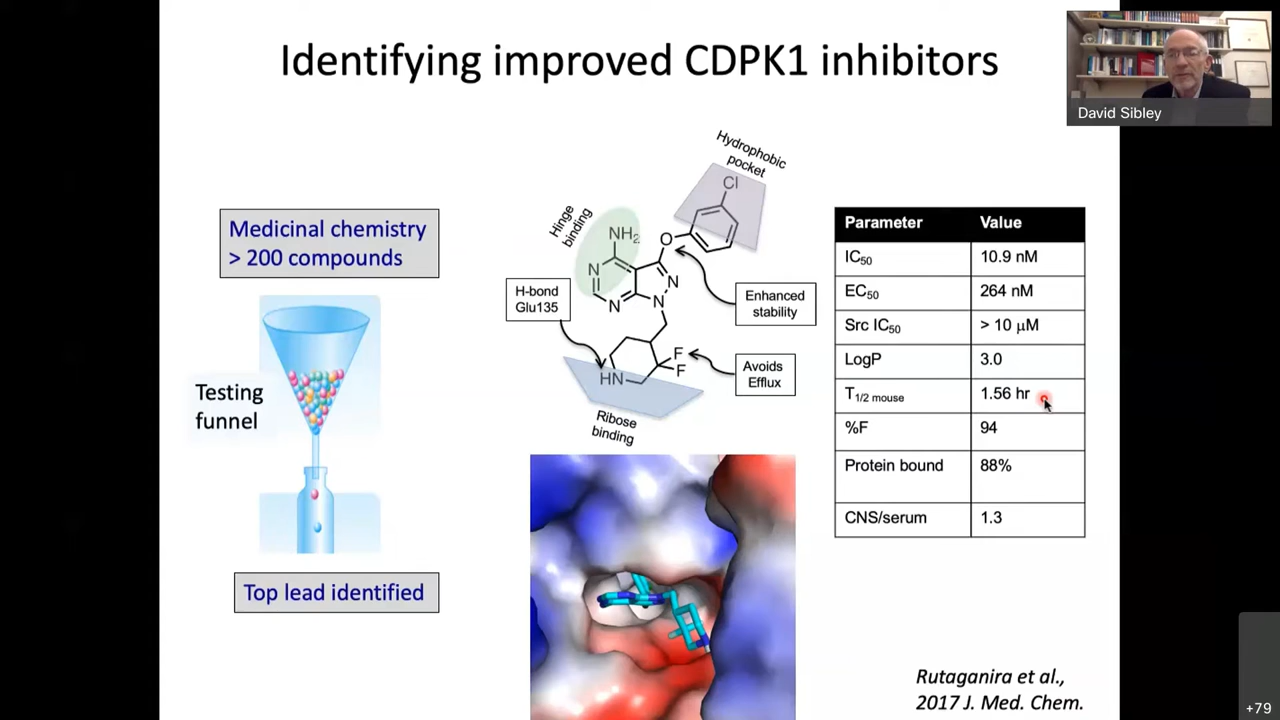 Identifying improved CDPK1 inhibitors
David Sibley
Medicinal chemistry
> 200 compounds
Testing
funnel
Top lead identified
Hydrophobic
pocket
Cl
Hinge
binding
NH2
O
N
N
N
N
H-bond
Glu135
Enhanced
stability
F
F
HN
Avoids
Efflux
Ribose
binding
Parameter Value
IC50 10.9 nM
EC50 264 nM
Src IC50 > 10 μM
LogP 3.0
T1/2 mouse 1.56 hr
%F 94
Protein bound 88%
CNS/serum 1.3
Rutaganira et al.,
2017 J. Med. Chem.
+79